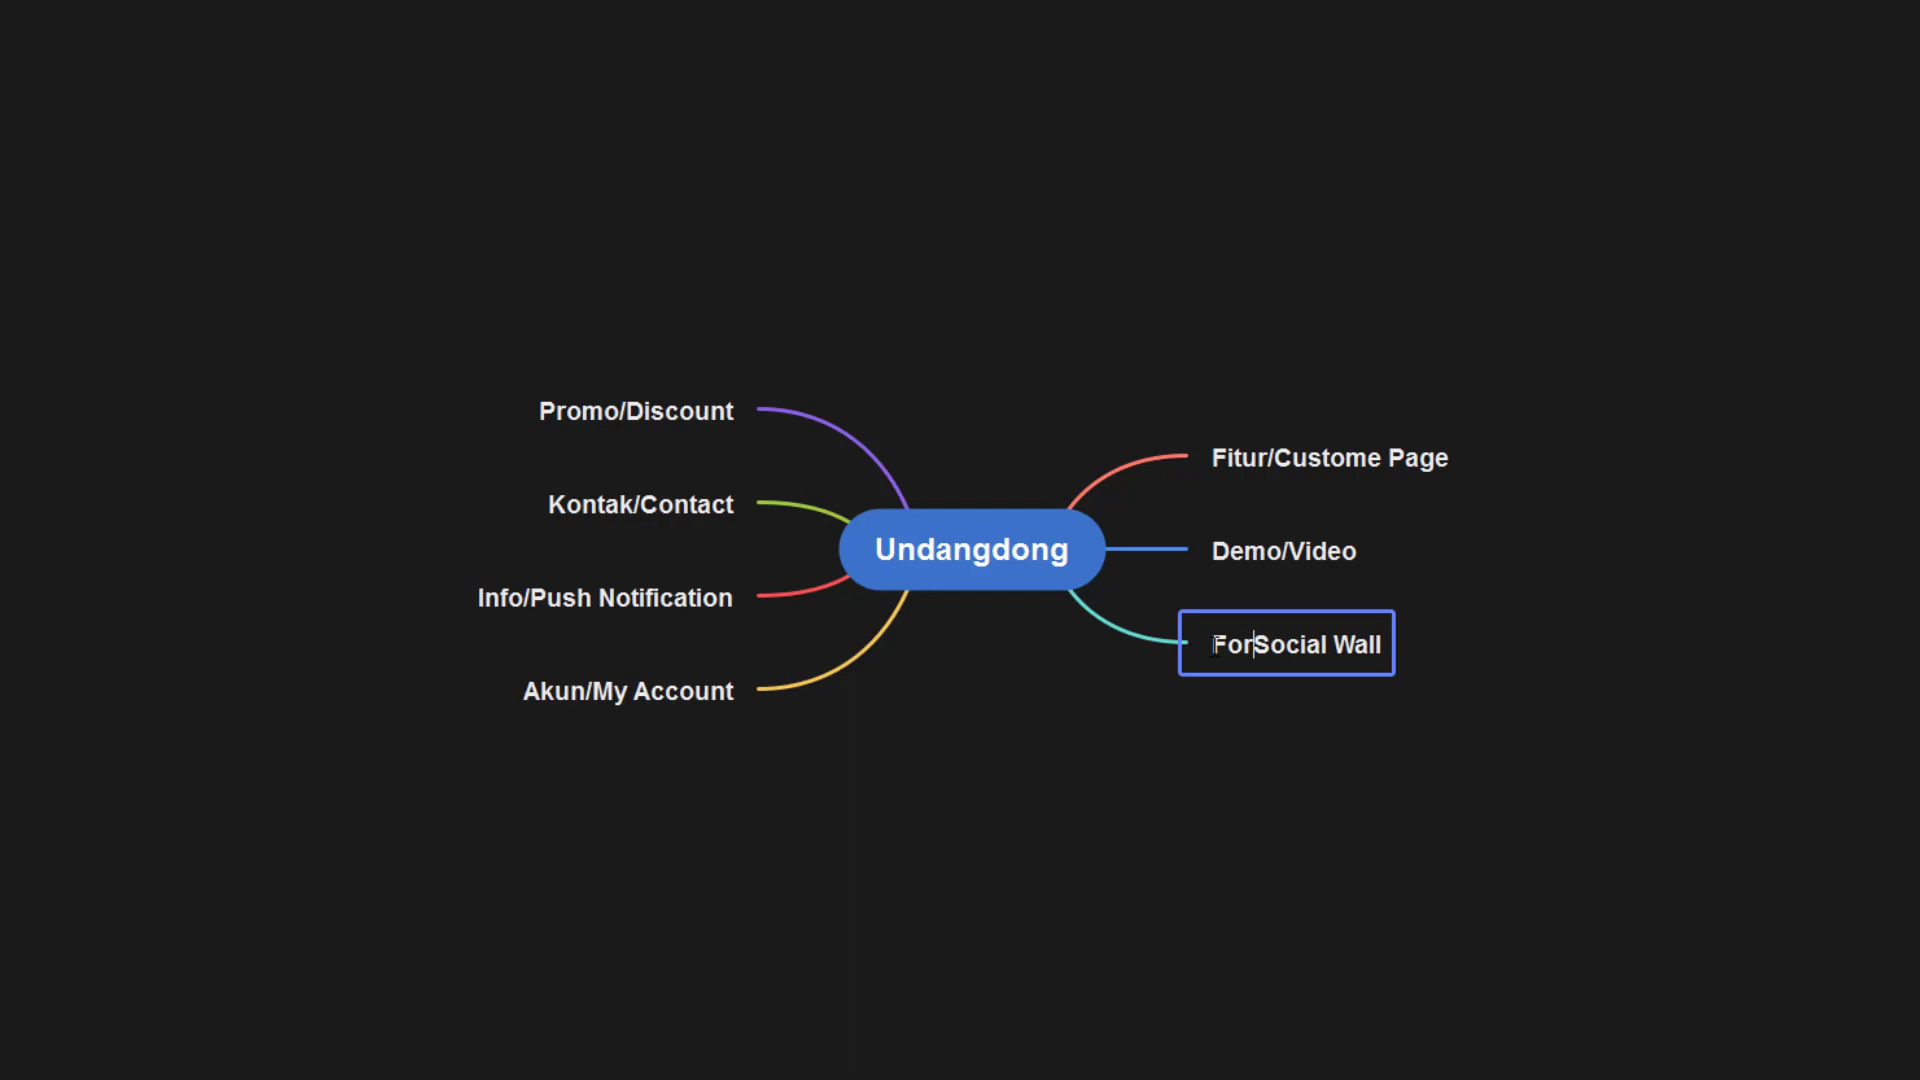 Promo/Discount
Kontak/Contact
Info/Push Notification
Akun/My Account
Undangdong
Fitur/Custome Page
Demo/Video
ForSocial Wall